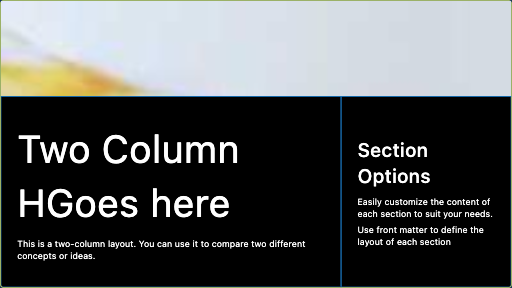 Two Column
HGoes here
This is a two-column layout. You can use it to compare two different
concepts or ideas.
Section
Options
Easily customize the content of
each section to suit your needs.
Use front matter to define the
layout of each section